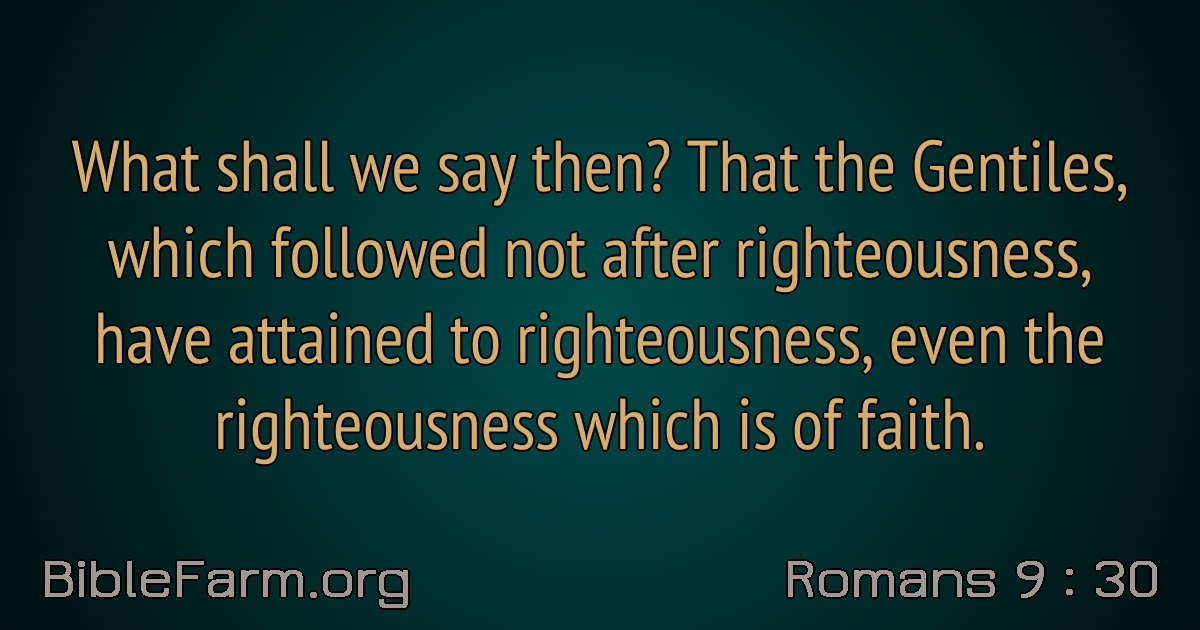 What shall we say then? That the Gentiles,
which followed not after righteousness,
have attained to righteousness, even the
righteousness which is of faith.
BibleFarm.org
Romans 9 : 30